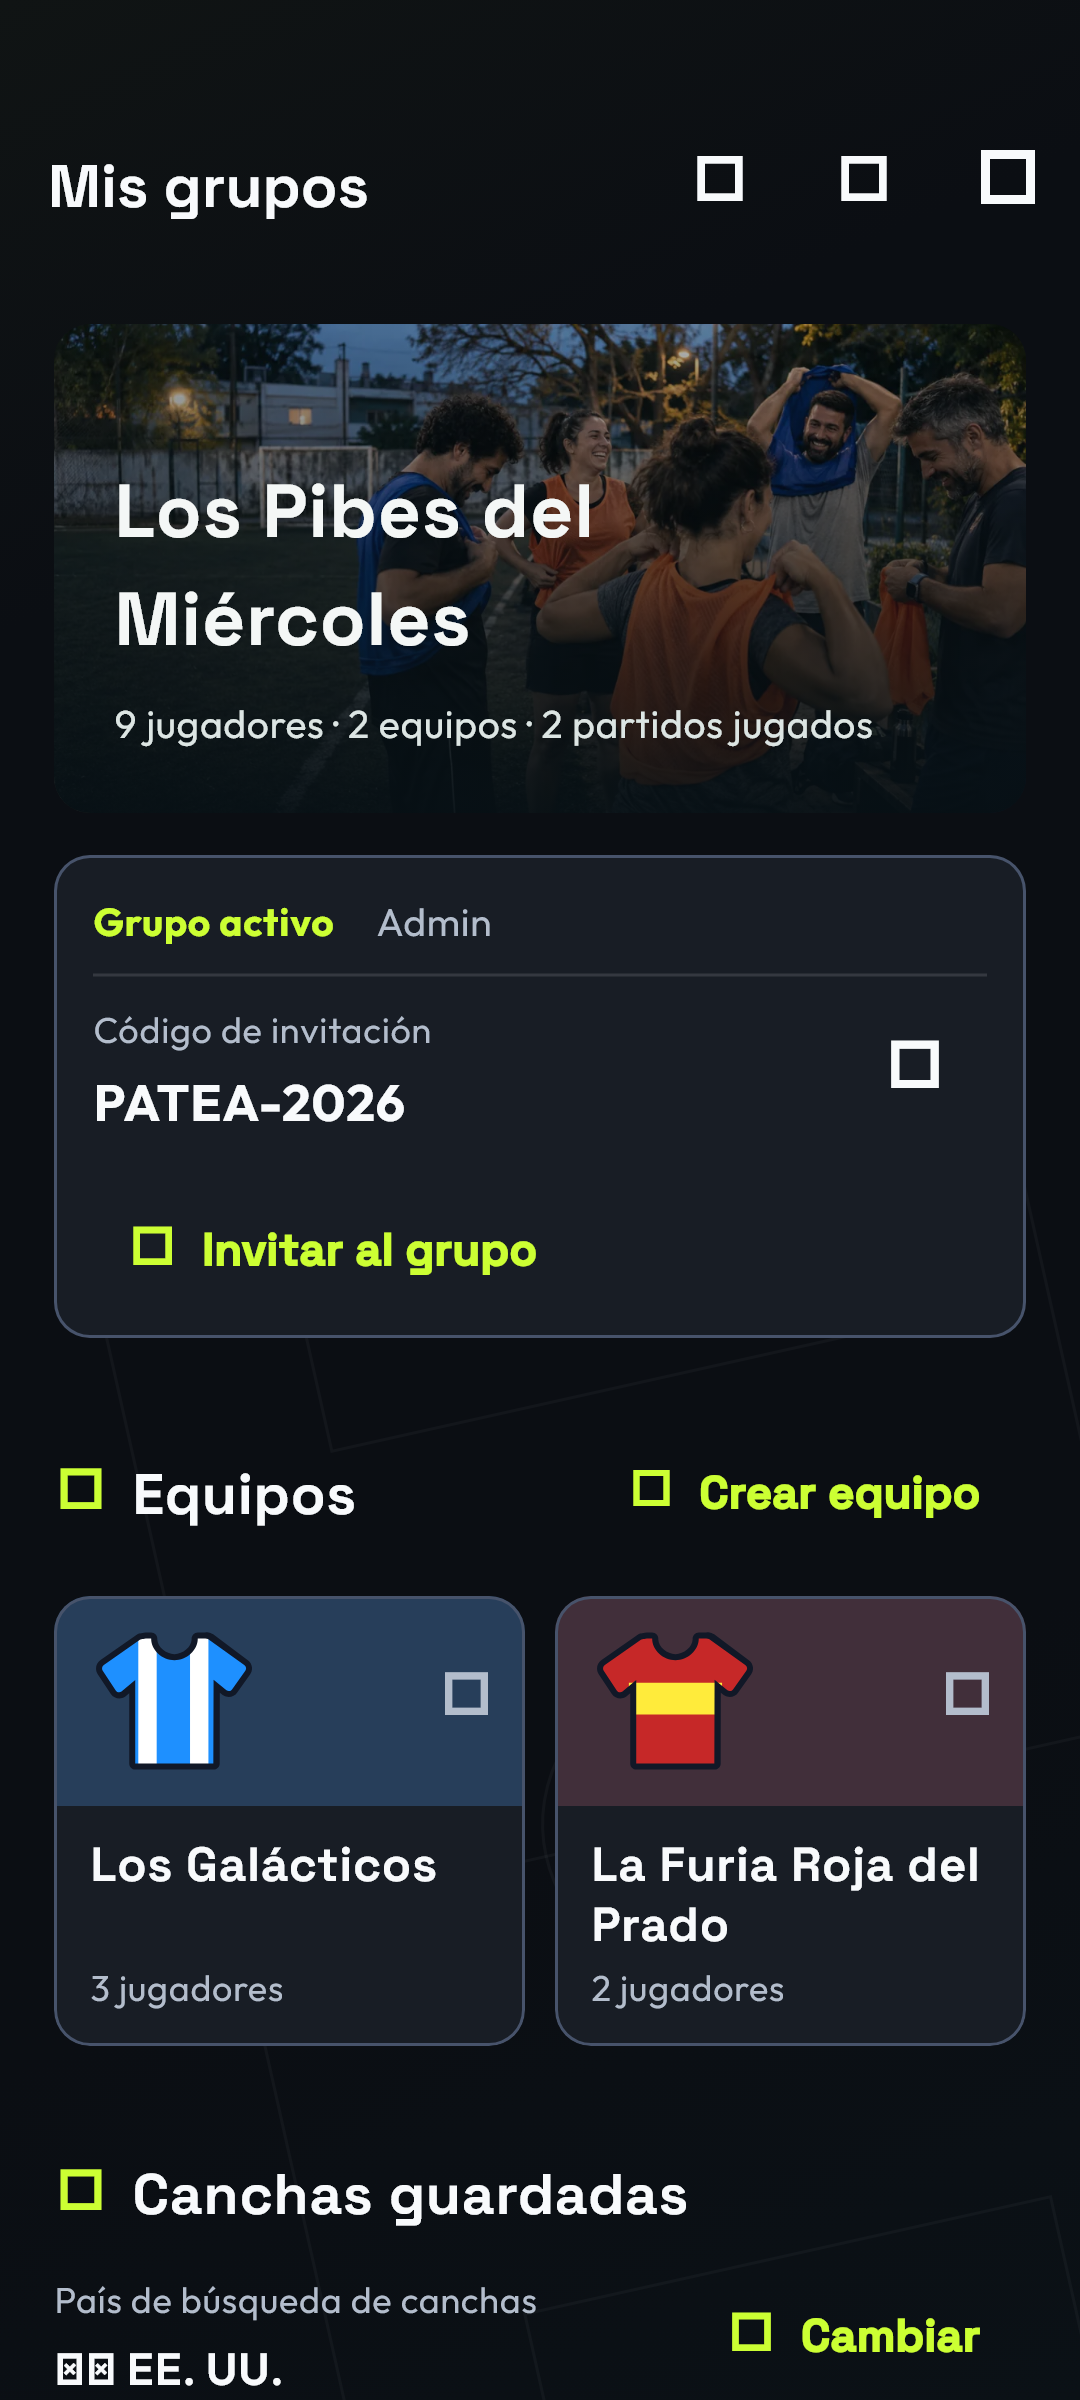 Mis grupos
Los Pibes del
Miércoles
9 jugadores · 2 equipos · 2 partidos jugados
Grupo activo Admin
Código de invitación
PATEA-2026
Invitar al grupo
Equipos
Crear equipo
Los Galácticos
3 jugadores
La Furia Roja del
Prado
2 jugadores
Canchas guardadas
País de búsqueda de canchas
EE. UU.
Cambiar